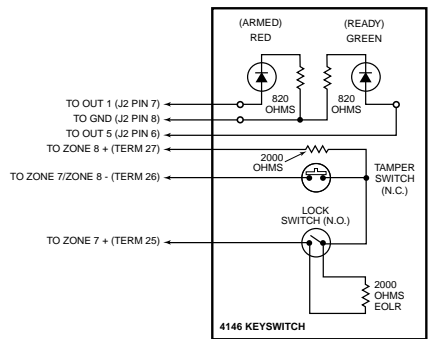 (ARMED)
RED
(READY)
GREEN
820
OHMS
820
OHMS
TO OUT 1 (J2 PIN 7)
TO GND (J2 PIN 8)
TO OUT 5 (J2 PIN 6)
TO ZONE 8 + (TERM 27)
2000
OHMS
TO ZONE 7/ZONE 8 - (TERM 26)
TAMPER
SWITCH
(N.C.)
LOCK
SWITCH (N.O.)
TO ZONE 7 + (TERM 25)
2000
OHMS
EOLR
4146 KEYSWITCH